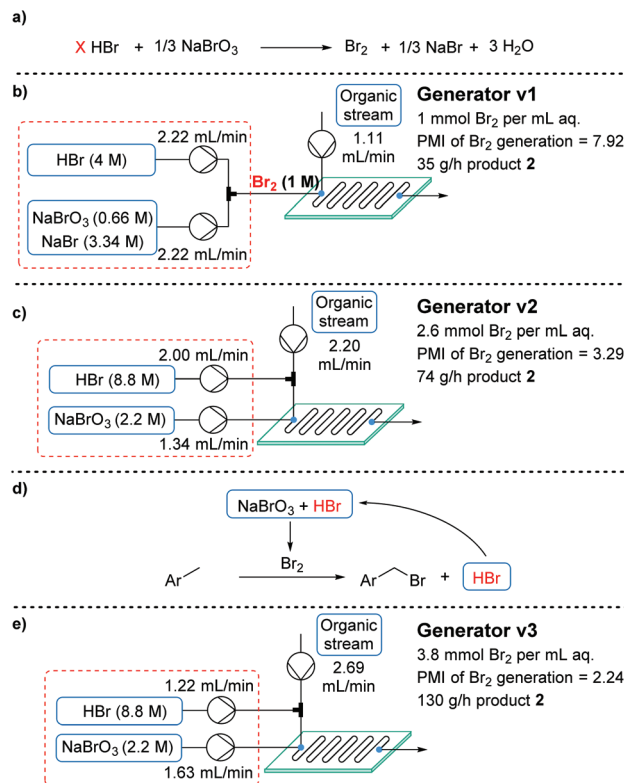 a)
X HBr + 1/3 NaBrO3 Br2 + 1/3 NaBr + 3 H2O
b)
Organic
stream
Generator v1
1 mmol Br2 per mL aq.
PMI of Br2 generation = 7.92
35 g/h product 2
2.22 mL/min
1.11
mL/min
HBr (4 M)
Br2 (1 M)
NaBrO3 (0.66 M)
NaBr (3.34 M)
2.22 mL/min
c)
Organic
stream
Generator v2
2.6 mmol Br2 per mL aq.
PMI of Br2 generation = 3.29
74 g/h product 2
2.00 mL/min
2.20
mL/min
HBr (8.8 M)
NaBrO3 (2.2 M)
1.34 mL/min
d)
NaBrO3 + HBr
Br2
Ar Ar Br + HBr
e)
Organic
stream
Generator v3
3.8 mmol Br2 per mL aq.
PMI of Br2 generation = 2.24
130 g/h product 2
1.22 mL/min
2.69
mL/min
HBr (8.8 M)
NaBrO3 (2.2 M)
1.63 mL/min